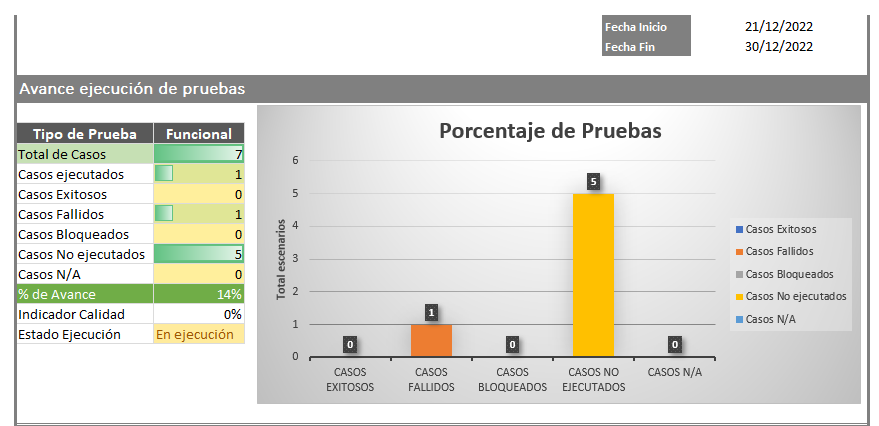 Fecha Inicio 21/12/2022
Fecha Fin 30/12/2022
Avance ejecución de pruebas
Tipo de Prueba Funcional
Total de Casos 7
Casos ejecutados 1
Casos Exitosos 0
Casos Fallidos 1
Casos Bloqueados 0
Casos No ejecutados 5
Casos N/A 0
% de Avance 14%
Indicador Calidad 0%
Estado Ejecución En ejecución
Porcentaje de Pruebas
Total escenarios
6
5
4
3
2
1
0
0
1
0
5
0
CASOS EXITOSOS
CASOS FALLIDOS
CASOS BLOQUEADOS
CASOS NO EJECUTADOS
CASOS N/A
Casos Exitosos
Casos Fallidos
Casos Bloqueados
Casos No ejecutados
Casos N/A